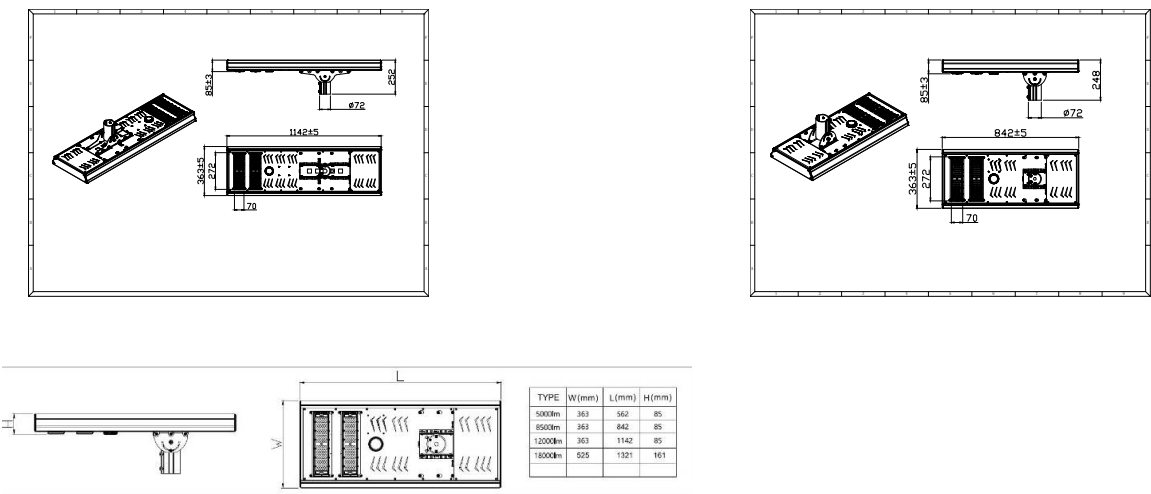 85±3
252
ø72
1142±5
363±5
272
70
85±3
248
ø72
842±5
363±5
272
70
L
H
W
TYPE W(mm) L(mm) H(mm)
5000lm 363 562 85
8500lm 363 842 85
12000lm 363 1142 85
18000lm 525 1321 161